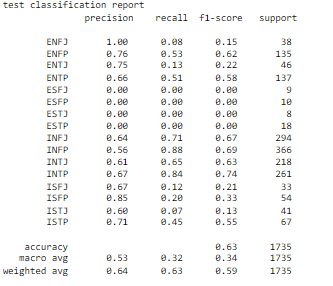 test classification report
precision recall f1-score support
ENFJ 1.00 0.08 0.15 38
ENFP 0.76 0.53 0.62 135
ENTJ 0.75 0.13 0.22 46
ENTP 0.66 0.51 0.58 137
ESFJ 0.00 0.00 0.00 9
ESFP 0.00 0.00 0.00 10
ESTJ 0.00 0.00 0.00 8
ESTP 0.00 0.00 0.00 18
INFJ 0.64 0.71 0.67 294
INFP 0.56 0.88 0.69 366
INTJ 0.61 0.65 0.63 218
INTP 0.67 0.84 0.74 261
ISFJ 0.67 0.12 0.21 33
ISFP 0.85 0.20 0.33 54
ISTJ 0.60 0.07 0.13 41
ISTP 0.71 0.45 0.55 67
accuracy 0.63 1735
macro avg 0.53 0.32 0.34 1735
weighted avg 0.64 0.63 0.59 1735